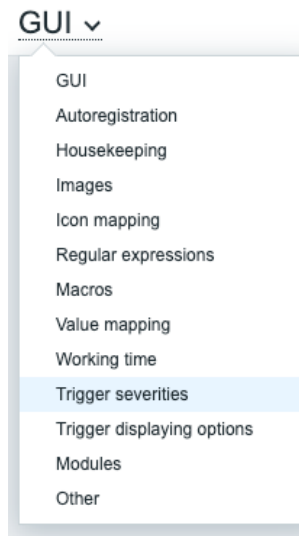 GUI
GUI
Autoregistration
Housekeeping
Images
Icon mapping
Regular expressions
Macros
Value mapping
Working time
Trigger severities
Trigger displaying options
Modules
Other